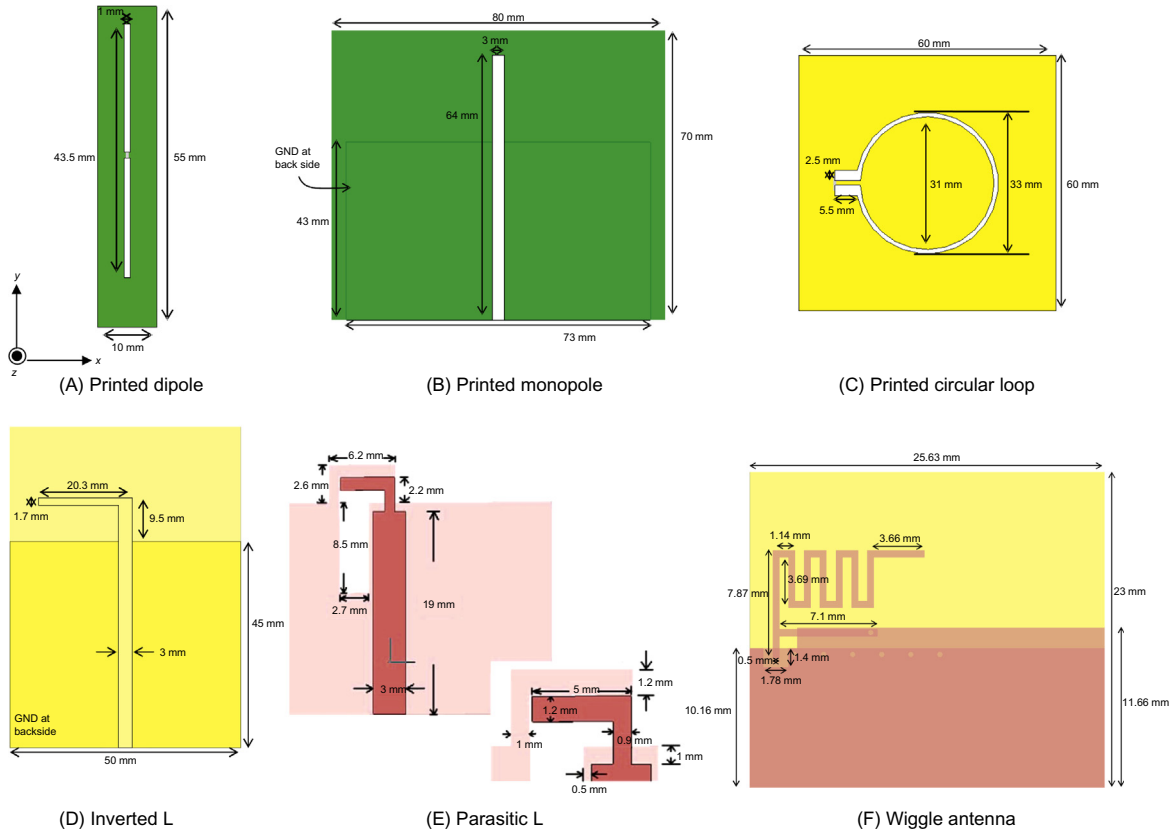 1 mm
43.5 mm
55 mm
10 mm
y
x
z
(A) Printed dipole
80 mm
3 mm
64 mm
70 mm
GND at
back side
43 mm
73 mm
(B) Printed monopole
60 mm
2.5 mm
31 mm
33 mm
60 mm
5.5 mm
(C) Printed circular loop
20.3 mm
1.7 mm
9.5 mm
45 mm
3 mm
GND at
backside
50 mm
(D) Inverted L
6.2 mm
2.6 mm
2.2 mm
8.5 mm
2.7 mm
19 mm
3 mm
1.2 mm
5 mm
1.2 mm
1 mm
0.9 mm
1 mm
0.5 mm
(E) Parasitic L
25.63 mm
1.14 mm
3.66 mm
3.69 mm
7.87 mm
23 mm
7.1 mm
0.5 mm
1.4 mm
1.78 mm
10.16 mm
11.66 mm
(F) Wiggle antenna